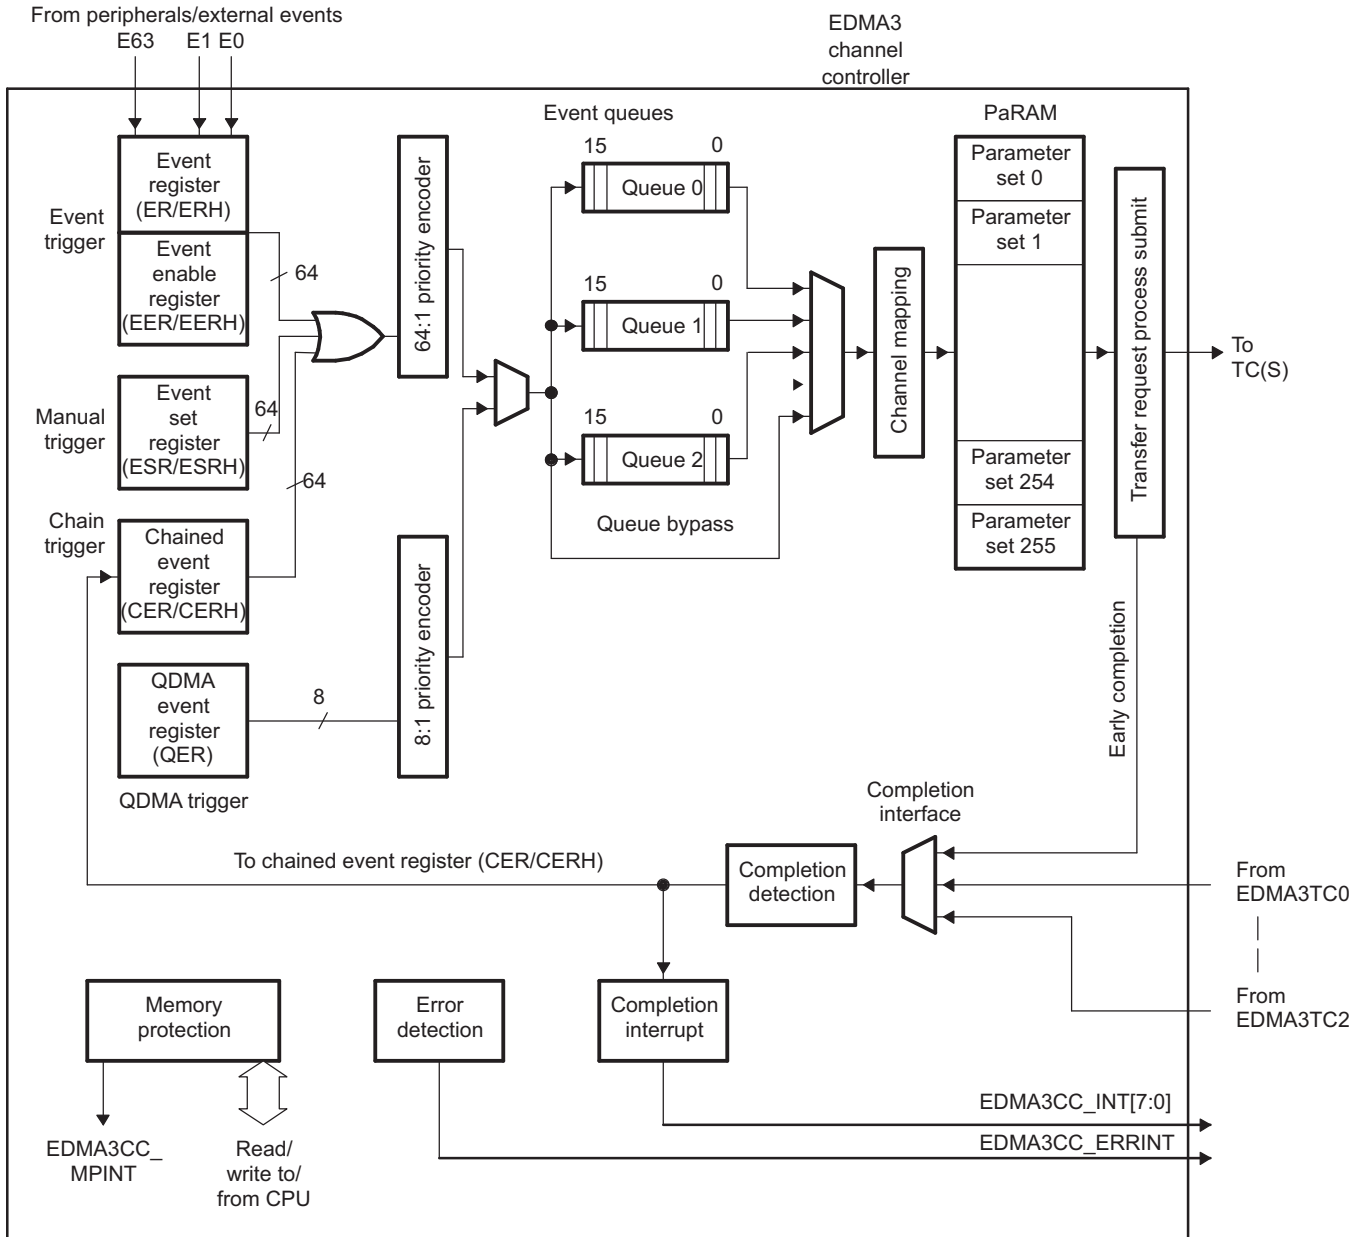 From peripherals/external events
E63
E1
E0
EDMA3
channel
controller
Event queues
PaRAM
Event
register
(ER/ERH)
Event
trigger
Event
enable
register
(EER/EERH)
64
Manual
trigger
Event
set
register
(ESR/ESRH)
64
64
Chain
trigger
Chained
event
register
(CER/CERH)
QDMA
event
register
(QER)
8
QDMA trigger
64:1 priority encoder
8:1 priority encoder
15
0
Queue 0
15
0
Queue 1
15
0
Queue 2
Queue bypass
Channel mapping
Parameter
set 0
Parameter
set 1
Parameter
set 254
Parameter
set 255
Transfer request process submit
To
TC(S)
Early completion
Completion
interface
To chained event register (CER/CERH)
Completion
detection
From
EDMA3TC0
From
EDMA3TC2
Memory
protection
Error
detection
Completion
interrupt
EDMA3CC_INT[7:0]
EDMA3CC_ERRINT
EDMA3CC_
MPINT
Read/
write to/
from CPU